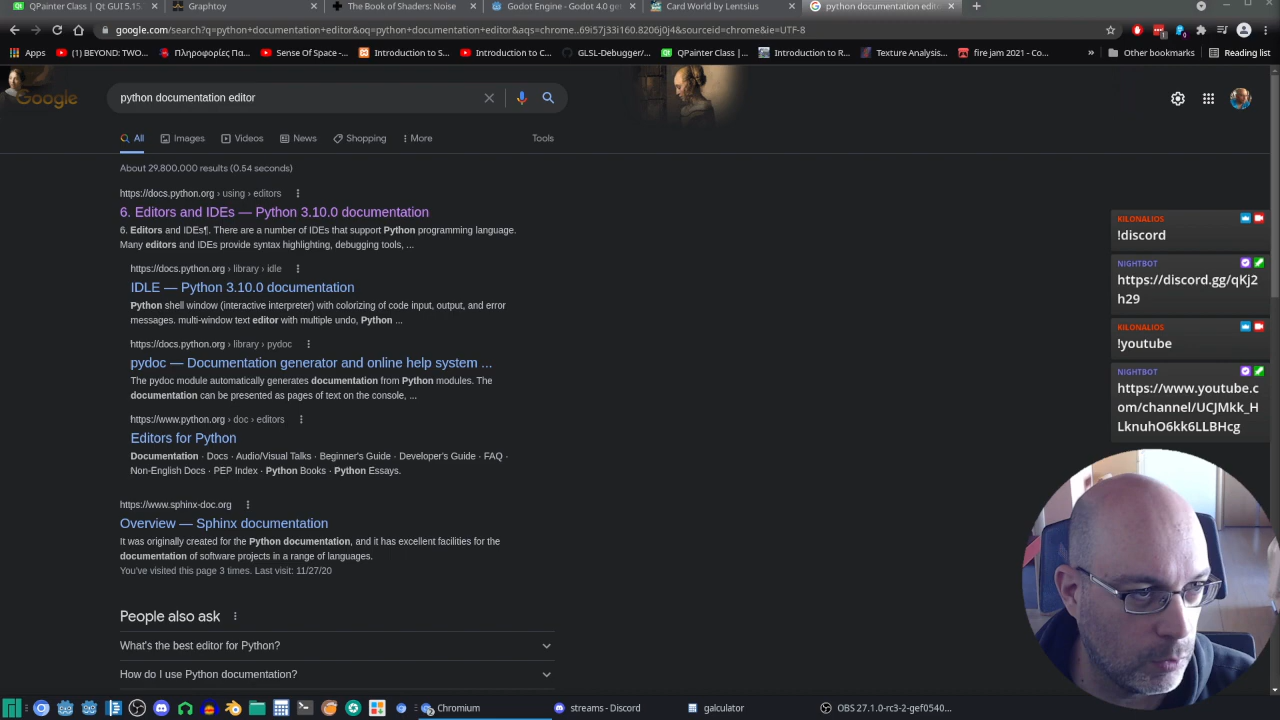 QPainter Class | Qt GUI 5.15.
Graphtoy
The Book of Shaders: Noise
Godot Engine - Godot 4.0 ge
Card World by Lentsius
python documentation edit
google.com/search?q=python+documentation+editor&oq=python+documentation+editor&aqs=chrome..69i57j33i160.8206j0j4&sourceid=chrome&ie=UTF-8
Apps
(1) BEYOND: TWO...
Πληροφορίες Πα...
Sense Of Space -...
Introduction to S...
Introduction to C...
GLSL-Debugger/...
QPainter Class |...
Introduction to R...
Texture Analysis...
fire jam 2021 - Co...
»
Other bookmarks
Reading list
Google
python documentation editor
All
Images
Videos
News
Shopping
More
Tools
About 29,800,000 results (0.54 seconds)
https://docs.python.org › using › editors
6. Editors and IDEs — Python 3.10.0 documentation
6. Editors and IDEs¶. There are a number of IDEs that support Python programming language.
Many editors and IDEs provide syntax highlighting, debugging tools, ...
https://docs.python.org › library › idle
IDLE — Python 3.10.0 documentation
Python shell window (interactive interpreter) with colorizing of code input, output, and error
messages. multi-window text editor with multiple undo, Python ...
https://docs.python.org › library › pydoc
pydoc — Documentation generator and online help system ...
The pydoc module automatically generates documentation from Python modules. The
documentation can be presented as pages of text on the console, ...
https://www.python.org › doc › editors
Editors for Python
Documentation · Docs · Audio/Visual Talks · Beginner's Guide · Developer's Guide · FAQ ·
Non-English Docs · PEP Index · Python Books · Python Essays.
https://www.sphinx-doc.org
Overview — Sphinx documentation
It was originally created for the Python documentation, and it has excellent facilities for the
documentation of software projects in a range of languages.
You've visited this page 3 times. Last visit: 11/27/20
People also ask
What's the best editor for Python?
How do I use Python documentation?
KILONALIOS
!discord
NIGHTBOT
https://discord.gg/qKj2
h29
KILONALIOS
!youtube
NIGHTBOT
https://www.youtube.c
om/channel/UCJMkk_H
LknuhO6kk6LLBHcg
Chromium
streams - Discord
galculator
OBS 27.1.0-rc3-2-gef0540...